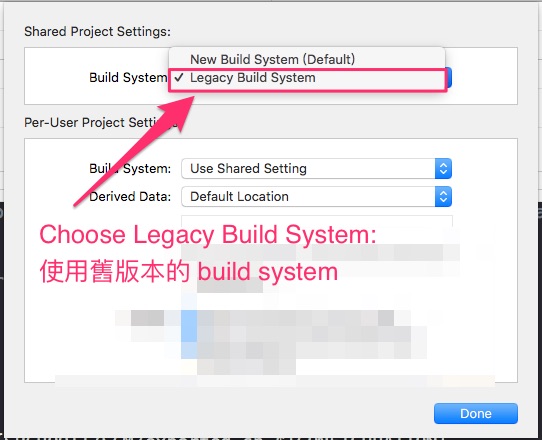 Shared Project Settings:
New Build System (Default)
Build System: ✓ Legacy Build System
Per-User Project Settings
Build System: Use Shared Setting
Derived Data: Default Location
Choose Legacy Build System:
使用舊版本的 build system
Done